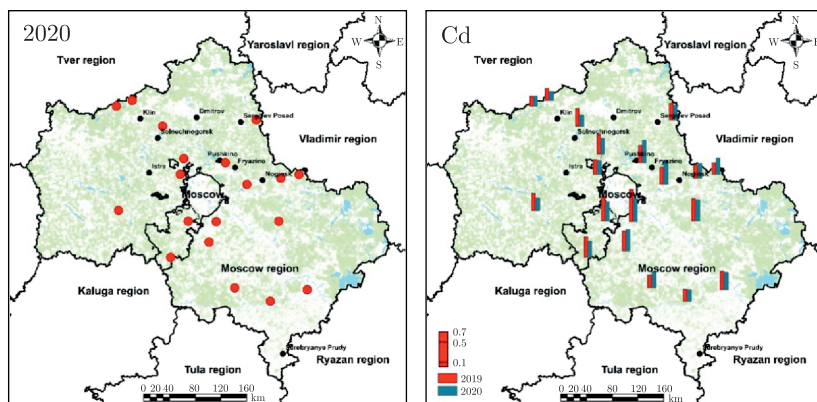 2020
N
W E
S
Yaroslavl region
Tver region
Klin
Dmitrov
Sergiev Posad
Solnechnogorsk
Vladimir region
Pushkino
Istra
Fryazino
Noginsk
Moscow
Moscow region
Kaluga region
Serebryanye Prudy
Tula region
Ryazan region
0 20 40 80 120 160
km
Cd
N
W E
S
Yaroslavl region
Tver region
Klin
Dmitrov
Sergiev Posad
Solnechnogorsk
Vladimir region
Pushkino
Istra
Fryazino
Noginsk
Moscow
Moscow region
Kaluga region
0.7
0.5
0.1
2019
2020
Serebryanye Prudy
Tula region
Ryazan region
0 20 40 80 120 160
km